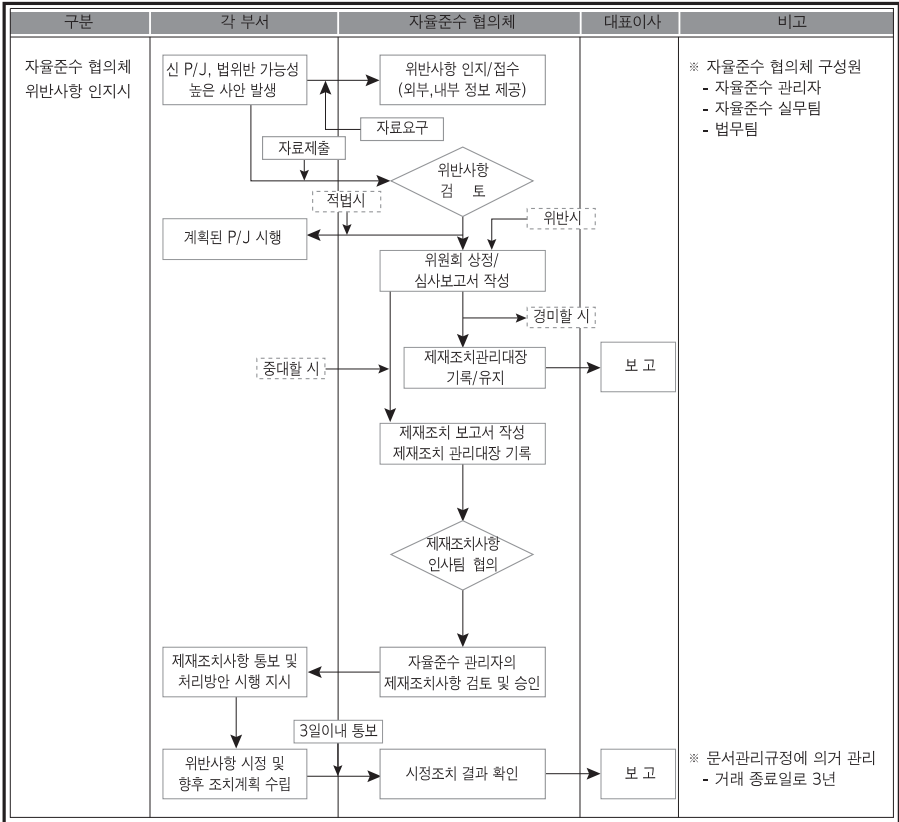 구분
각 부서
자율준수 협의체
대표이사
비고
자율준수 협의체
위반사항 인지시
신 P/J, 법위반 가능성
높은 사안 발생
위반사항 인지/접수
(외부,내부 정보 제공)
※ 자율준수 협의체 구성원
- 자율준수 관리자
- 자율준수 실무팀
- 법무팀
자료요구
자료제출
위반사항
검 토
적법시
위반시
계획된 P/J 시행
위원회 상정/
심사보고서 작성
경미할 시
중대할 시
제재조치관리대장
기록/유지
보 고
제재조치 보고서 작성
제재조치 관리대장 기록
제재조치사항
인사팀 협의
제재조치사항 통보 및
처리방안 시행 지시
자율준수 관리자의
제재조치사항 검토 및 승인
3일이내 통보
위반사항 시정 및
향후 조치계획 수립
시정조치 결과 확인
보 고
※ 문서관리규정에 의거 관리
- 거래 종료일로 3년